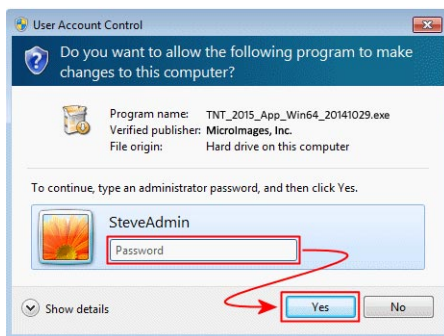 User Account Control
Do you want to allow the following program to make
changes to this computer?
Program name: TNT_2015_App_Win64_20141029.exe
Verified publisher: MicroImages, Inc.
File origin: Hard drive on this computer
To continue, type an administrator password, and then click Yes.
SteveAdmin
Password
Show details
Yes
No